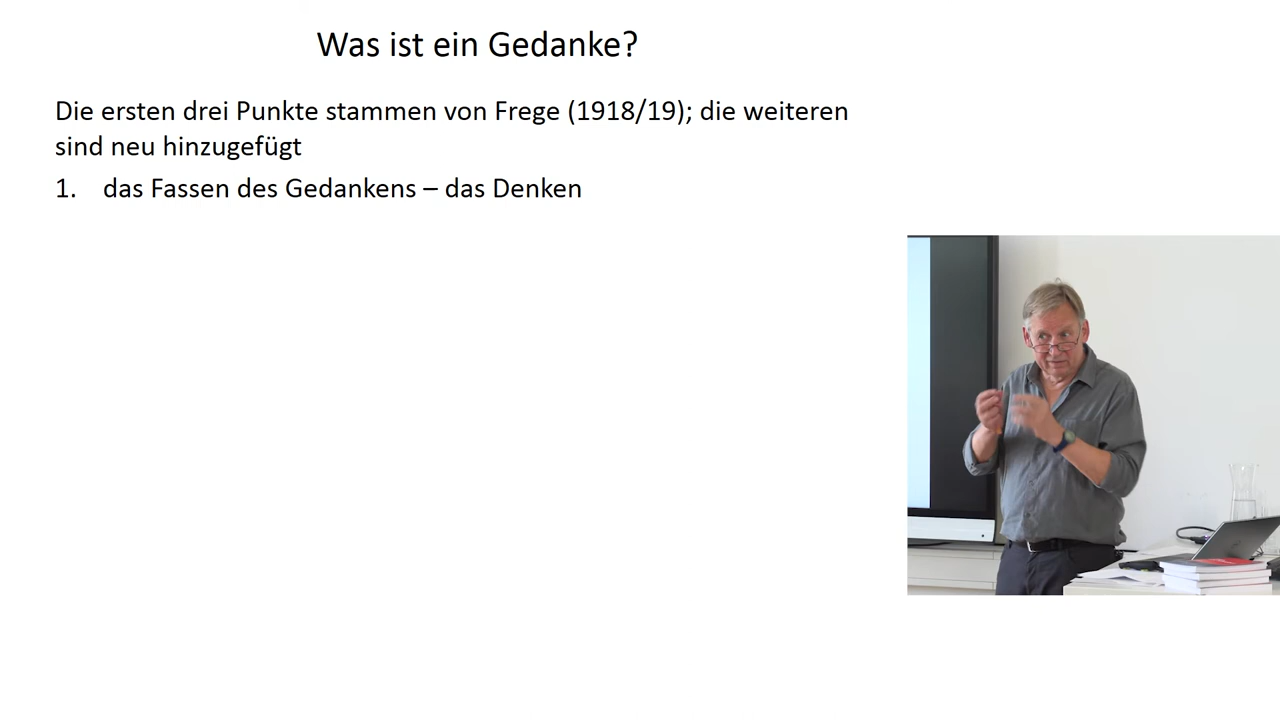 Was ist ein Gedanke?
Die ersten drei Punkte stammen von Frege (1918/19); die weiteren
sind neu hinzugefügt
1. das Fassen des Gedankens – das Denken